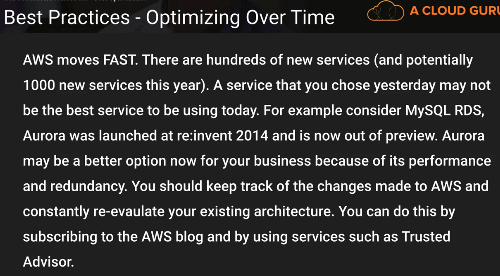 Best Practices - Optimizing Over Time
A CLOUD GURU
AWS moves FAST. There are hundreds of new services (and potentially
1000 new services this year). A service that you chose yesterday may not
be the best service to be using today. For example consider MySQL RDS,
Aurora was launched at re:invent 2014 and is now out of preview. Aurora
may be a better option now for your business because of its performance
and redundancy. You should keep track of the changes made to AWS and
constantly re-evaulate your existing architecture. You can do this by
subscribing to the AWS blog and by using services such as Trusted
Advisor.